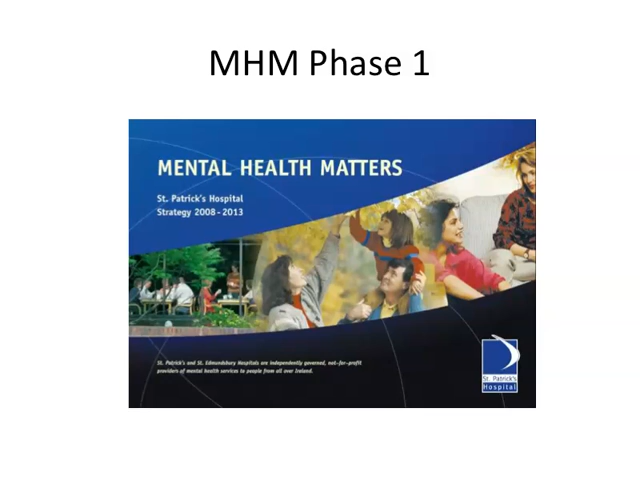 MHM Phase 1
MENTAL HEALTH MATTERS
St. Patrick's Hospital
Strategy 2008-2013
St. Patrick's and St. Edmundsbury Hospitals are independently governed, not-for-profit
providers of mental health services to people from all over Ireland.
St. Patrick's
Hospital